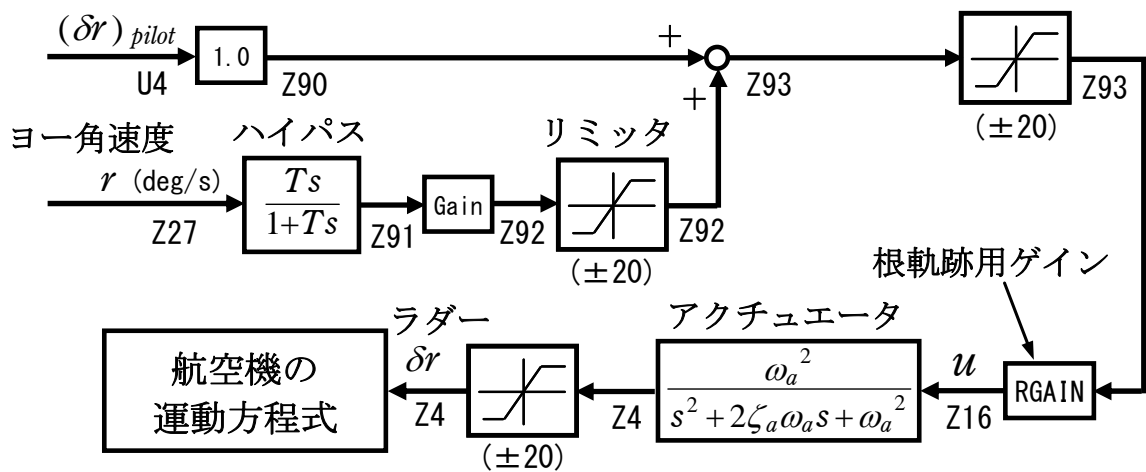 (δr) pilot
1.0
U4
Z90
+
+
Z93
Z93
(±20)
ヨー角速度
r (deg/s)
Z27
ハイパス
Ts
1+Ts
Z91
Gain
Z92
リミッタ
(±20)
Z92
根軌跡用ゲイン
RGAIN
u
Z16
アクチュエータ
ωa²
s²+2ζaωas+ωa²
Z4
ラダー
δr
Z4
(±20)
航空機の
運動方程式